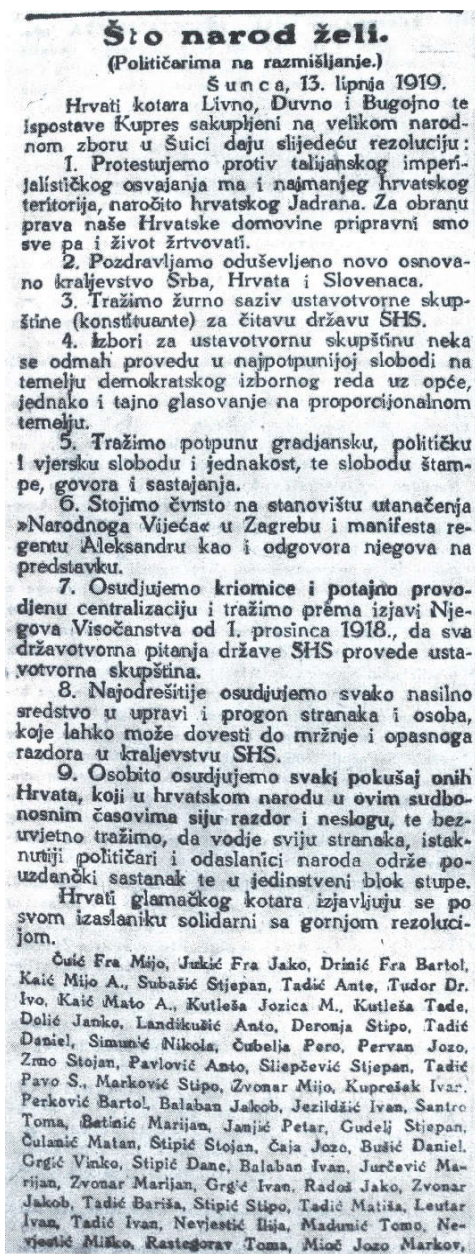 Što narod želi.
(Političarima na razmišljanje.)
Šunca, 13. lipnja 1919.
Hrvati kotara Livno, Duvno i Bugojno te
ispostave Kupres sakupljeni na velikom narod-
nom zboru u Šuici daju slijedeću rezoluciju:
1. Protestujemo protiv talijanskog imperi-
jalističkog osvajanja ma i najmanjeg hrvatskog
teritorija, naročito hrvatskog Jadrana. Za obranu
prava naše Hrvatske domovine pripravni smo
sve pa i život žrtvovati.
2. Pozdravljamo oduševljeno novo osnova-
no kraljevstvo Srba, Hrvata i Slovenaca.
3. Tražimo žurno saziv ustavotvorne skup-
štine (konstituante) za čitavu državu SHS.
4. Izbori za ustavotvornu skupštinu neka
se odmah provedu u najpotpunijoj slobodi na
temelju demokratskog izbornog reda uz opće,
jednako i tajno glasovanje na proporcijonalnom
temelju.
5. Tražimo potpunu gradjansku, političku
i vjersku slobodu i jednakost, te slobodu štam-
pe, govora i sastajanja.
6. Stojimo čvrsto na stanovištu utanačenja
»Narodnoga Vijeća« u Zagrebu i manifesta re-
gentu Aleksandru kao i odgovora njegova na
predstavku.
7. Osudjujemo kriomice i potajno provo-
djenu centralizaciju i tražimo prema izjavi Nje-
gova Visočanstva od 1. prosinca 1918., da sva
državotvorna pitanja države SHS provede usta-
votvorna skupština.
8. Najodrešitije osudjujemo svako nasilno
sredstvo u upravi i progon stranaka i osoba,
koje lahko može dovesti do mržnje i opasnoga
razdora u kraljevstvu SHS.
9. Osobito osudjujemo svaki pokušaj onih
Hrvata, koji u hrvatskom narodu u ovim sudbo-
nosnim časovima siju razdor i neslogu, te bez-
uvjetno tražimo, da vodje sviju stranaka, istak-
nutiji političari i odaslanici naroda održe po-
uzdančki sastanak te u jedinstveni blok stupe.
Hrvati glamačkog kotara izjavljuju se po
svom izaslaniku solidarni sa gornjom rezoluci-
jom.
Čuić Fra Mijo, Jukić Fra Jako, Drinić Fra Bartol,
Kaić Mijo A., Subašić Stjepan, Tadić Ante, Tudor Dr.
Ivo, Kaić Mato A., Kutleša Jozica M., Kutleša Tade,
Dolić Janko, Landikušić Anto, Deronja Stipo, Tadić
Daniel, Simunić Nikola, Čubelja Pero, Pervan Jozo,
Zrno Stojan, Pavlović Anto, Sliepčević Stjepan, Tadić
Pavo S., Marković Stipo, Zvonar Mijo, Kuprešak Ivan
Perković Bartol, Balaban Jakob, Jezildžić Ivan, Santro
Toma, Betinić Marijan, Janjić Petar, Gudelj Stjepan,
Čulanić Matan, Stipić Stojan, Čaja Jozo, Bušić Daniel,
Grgić Vinko, Stipić Dane, Balaban Ivan, Jurčević Ma-
rijan, Zvonar Marijan, Grgić Ivan, Radoš Jako, Zvonar
Jakob, Tadić Bariša, Stipić Stipo, Tadić Matiša, Leutar
Ivan, Tadić Ivan, Nevjestić Ilija, Madunić Tomo, Ne-
vjestić Miško, Rastegorav Toma, Mioč Jozo Markov,